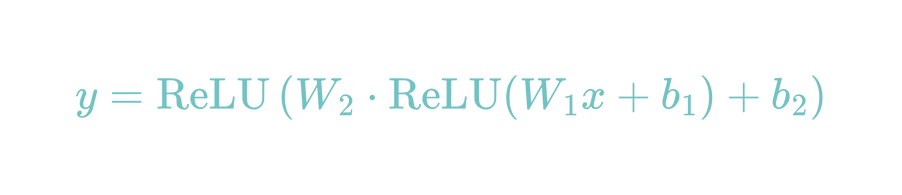 y = ReLU (W₂ · ReLU(W₁x + b₁) + b₂)